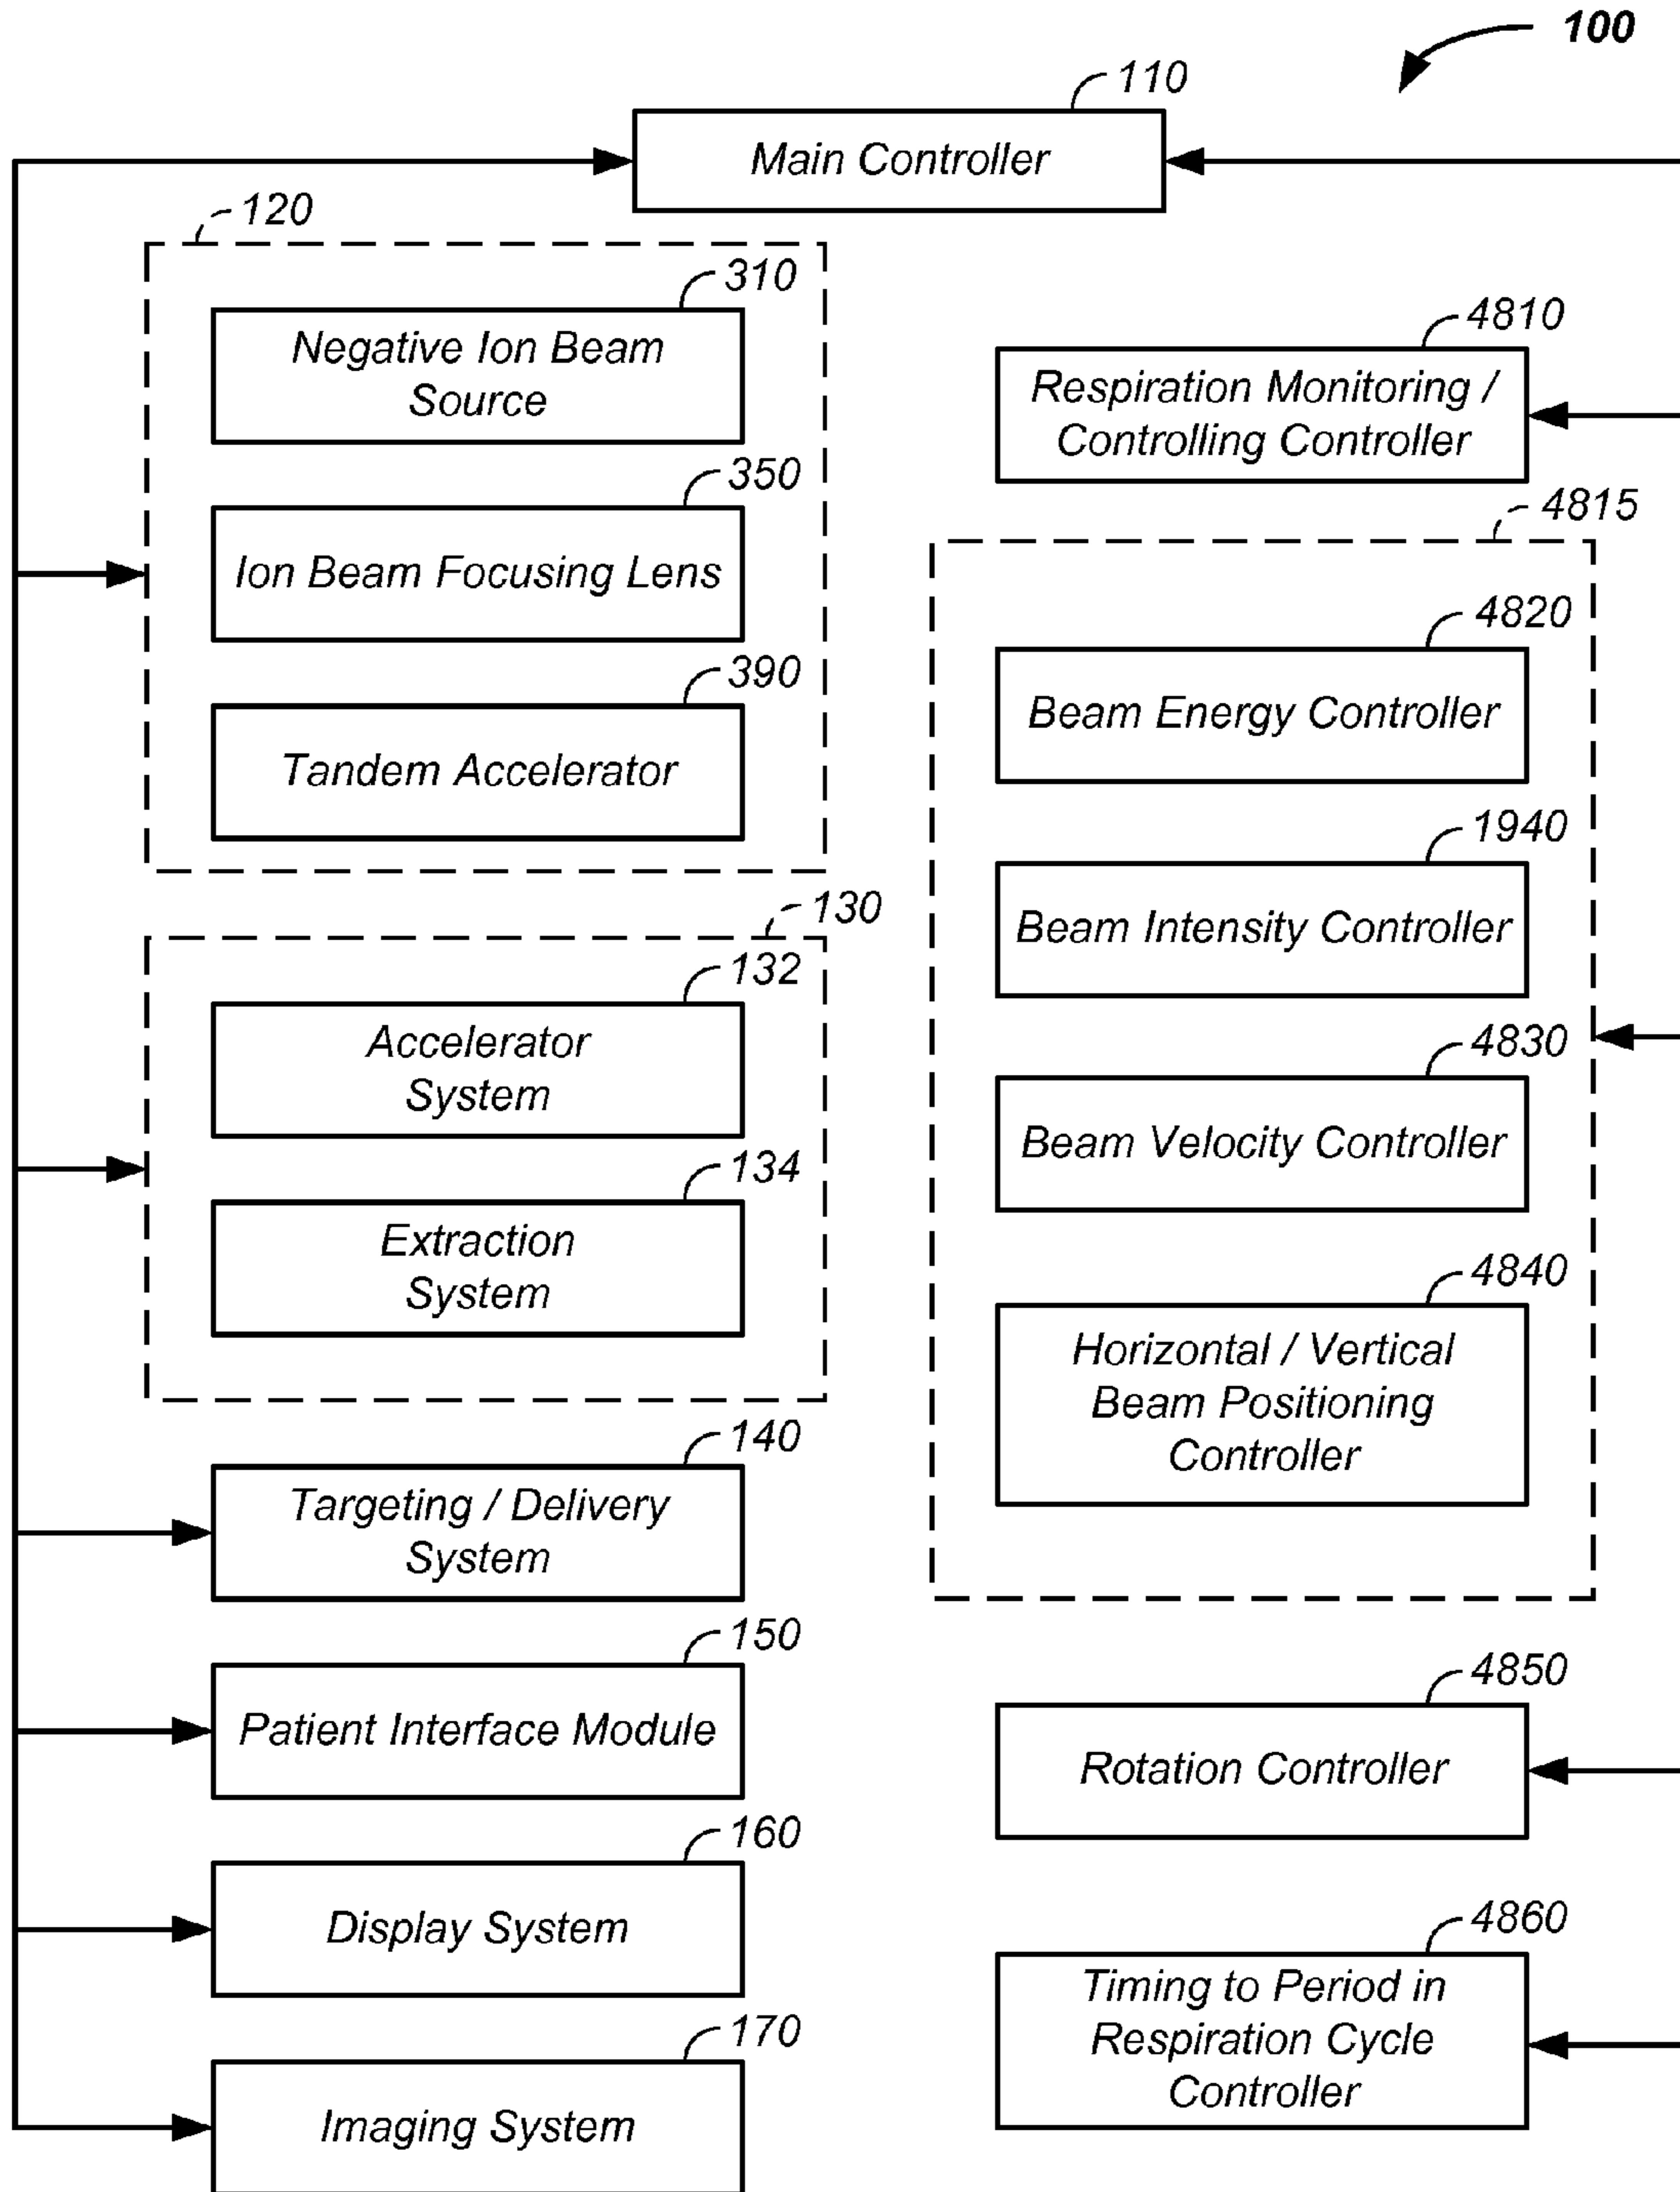 100
110
Main Controller
120
310
Negative Ion Beam
Source
350
Ion Beam Focusing Lens
390
Tandem Accelerator
130
132
Accelerator
System
134
Extraction
System
140
Targeting / Delivery
System
150
Patient Interface Module
160
Display System
170
Imaging System
4810
Respiration Monitoring /
Controlling Controller
4815
4820
Beam Energy Controller
1940
Beam Intensity Controller
4830
Beam Velocity Controller
4840
Horizontal / Vertical
Beam Positioning
Controller
4850
Rotation Controller
4860
Timing to Period in
Respiration Cycle
Controller